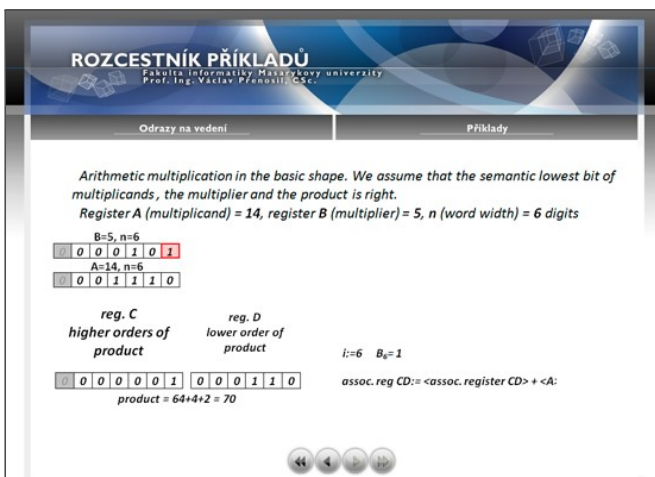 ROZCESTNÍK PŘÍKLADŮ
Fakulta informatiky Masarykovy univerzity
Prof. Ing. Václav Přenosil, CSc.
Odrazy na vedení
Příklady
Arithmetic multiplication in the basic shape. We assume that the semantic lowest bit of
multiplicands , the multiplier and the product is right.
Register A (multiplicand) = 14, register B (multiplier) = 5, n (word width) = 6 digits
B=5, n=6
0 0 0 0 1 0 1
A=14, n=6
0 0 0 1 1 1 0
reg. C
higher orders of
product
reg. D
lower order of
product
i:=6 B6= 1
0 0 0 0 0 0 1 0 0 0 1 1 0
assoc. reg CD:= <assoc. register CD> + <A:
product = 64+4+2 = 70